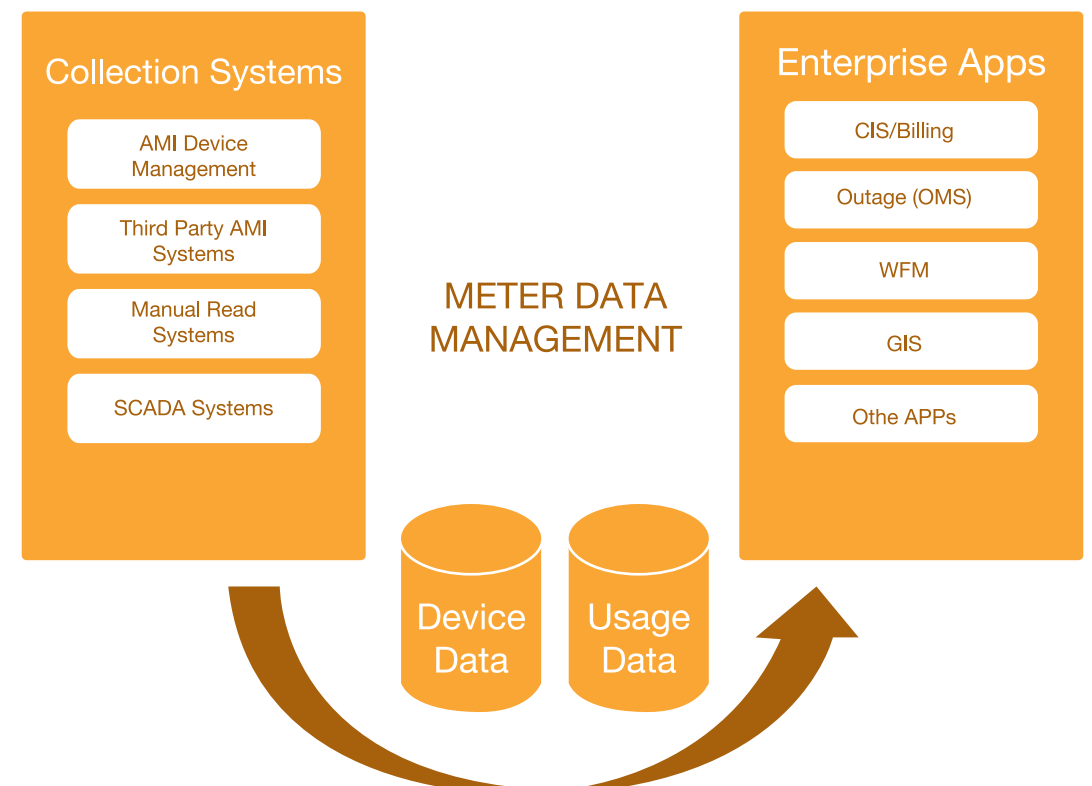 Collection Systems
AMI Device
Management
Third Party AMI
Systems
Manual Read
Systems
SCADA Systems
METER DATA
MANAGEMENT
Device
Data
Usage
Data
Enterprise Apps
CIS/Billing
Outage (OMS)
WFM
GIS
Othe APPs